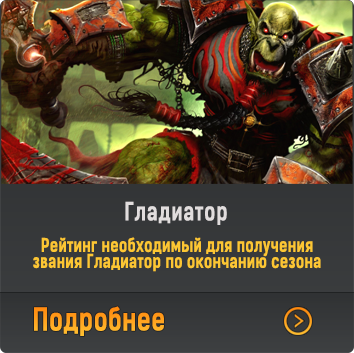 Гладиатор
Рейтинг необходимый для получения
звания Гладиатор по окончанию сезона
Подробнее